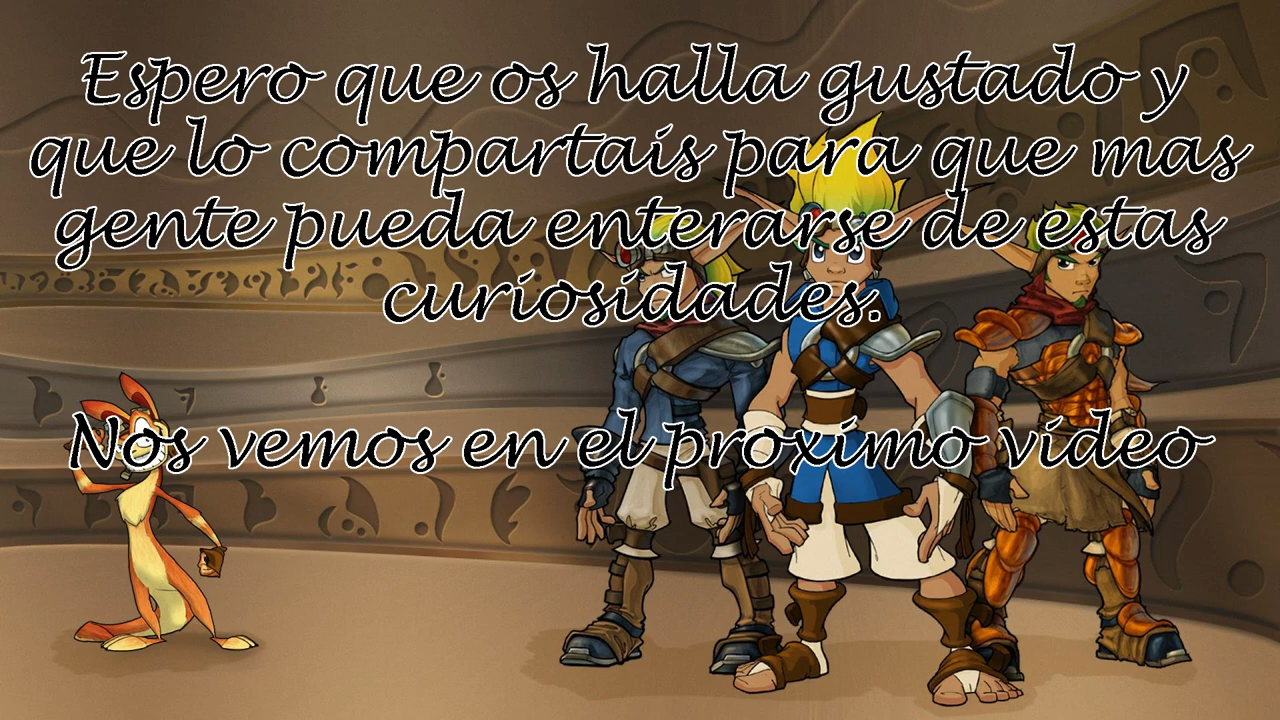 Espero que os halla gustado y
que lo compartais para que mas
gente pueda enterarse de estas
curiosidades.
Nos vemos en el proximo video